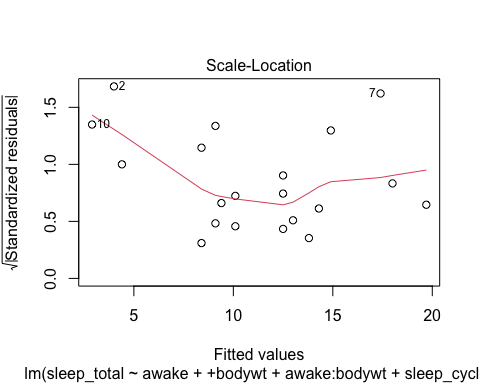 Scale-Location
√|Standardized residuals|
1.5
1.0
0.5
0.0
2
10
7
5
10
15
20
Fitted values
lm(sleep_total ~ awake + +bodywt + awake:bodywt + sleep_cycl